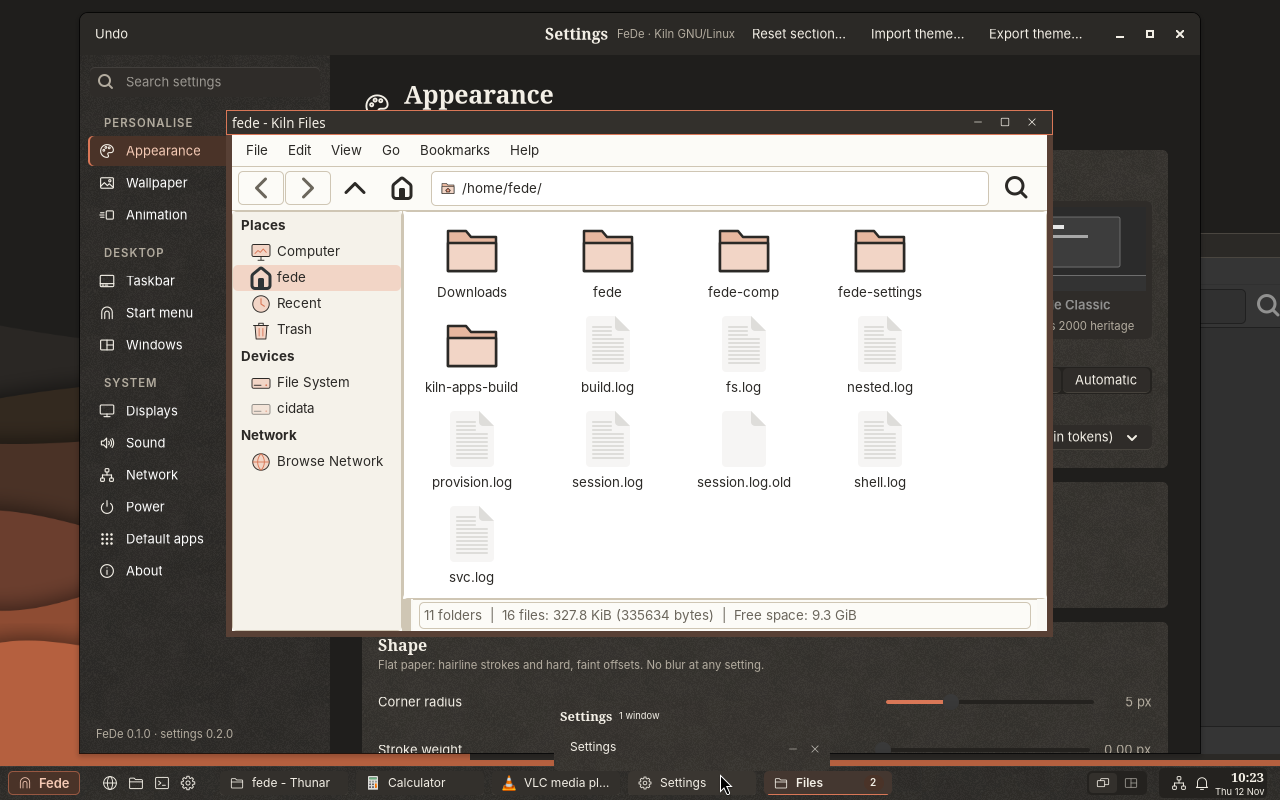 Undo
Settings FeDe · Kiln GNU/Linux
Reset section...
Import theme...
Export theme...
Search settings
PERSONALISE
Appearance
Wallpaper
Animation
DESKTOP
Taskbar
Start menu
Windows
SYSTEM
Displays
Sound
Network
Power
Default apps
About
FeDe 0.1.0 · settings 0.2.0
Appearance
fede - Kiln Files
File Edit View Go Bookmarks Help
/home/fede/
Places
Computer
fede
Recent
Trash
Devices
File System
cidata
Network
Browse Network
Downloads fede fede-comp fede-settings
kiln-apps-build build.log fs.log nested.log
provision.log session.log session.log.old shell.log
svc.log
11 folders | 16 files: 327.8 KiB (335634 bytes) | Free space: 9.3 GiB
Classic
2000 heritage
Automatic
in tokens)
Shape
Flat paper: hairline strokes and hard, faint offsets. No blur at any setting.
Corner radius 5 px
Stroke weight 0.00 px
Settings 1 window
Settings
Fede
fede - Thunar
Calculator
VLC media pl...
Settings
Files 2
10:23
Thu 12 Nov